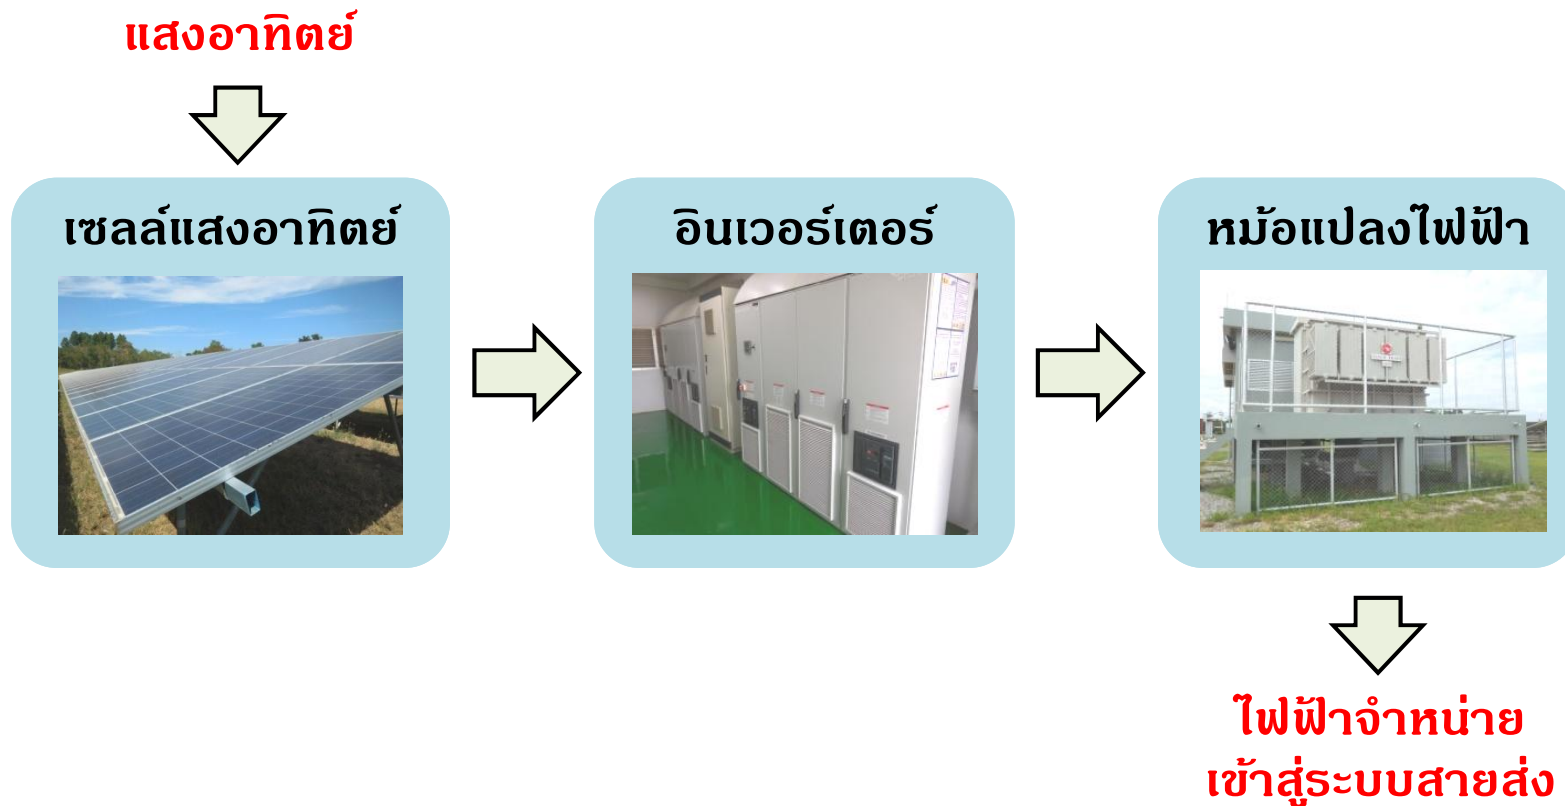 แสงอาทิตย์
เซลล์แสงอาทิตย์
อินเวอร์เตอร์
หม้อแปลงไฟฟ้า
ไฟฟ้าจำหน่าย
เข้าสู่ระบบสายส่ง